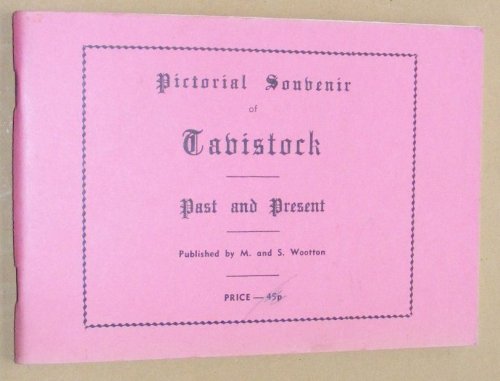 Pictorial Souvenir
of
Tavistock
Past and Present
Published by M. and S. Wootton
PRICE — 45p